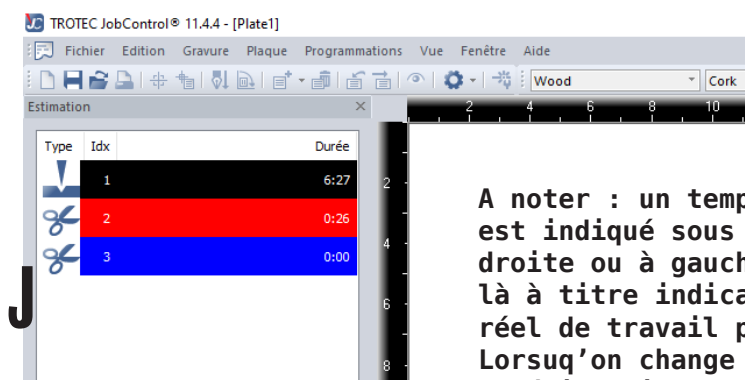 TROTEC JobControl® 11.4.4 - [Plate1]
Fichier Edition Gravure Plaque Programmations Vue Fenêtre Aide
Wood Cork
Estimation
2 4 6 8 10
Type Idx Durée
1 6:27
2 0:26
3 0:00
2
4
6
8
J
A noter : un temp
est indiqué sous
droite ou à gauch
là à titre indica
réel de travail p
Lorsuq’on change